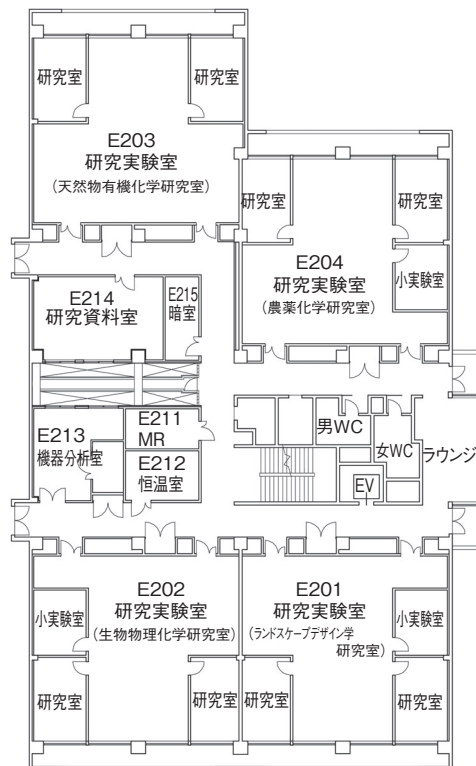 研究室
研究室
E203
研究実験室
（天然物有機化学研究室）
研究室
研究室
E204
研究実験室
（農薬化学研究室）
小実験室
E214
研究資料室
E215
暗室
E213
機器分析室
E211
MR
E212
恒温室
男WC
女WC
ラウンジ
EV
E202
研究実験室
（生物物理化学研究室）
小実験室
研究室
研究室
E201
研究実験室
（ランドスケープデザイン学
研究室）
小実験室
研究室
研究室